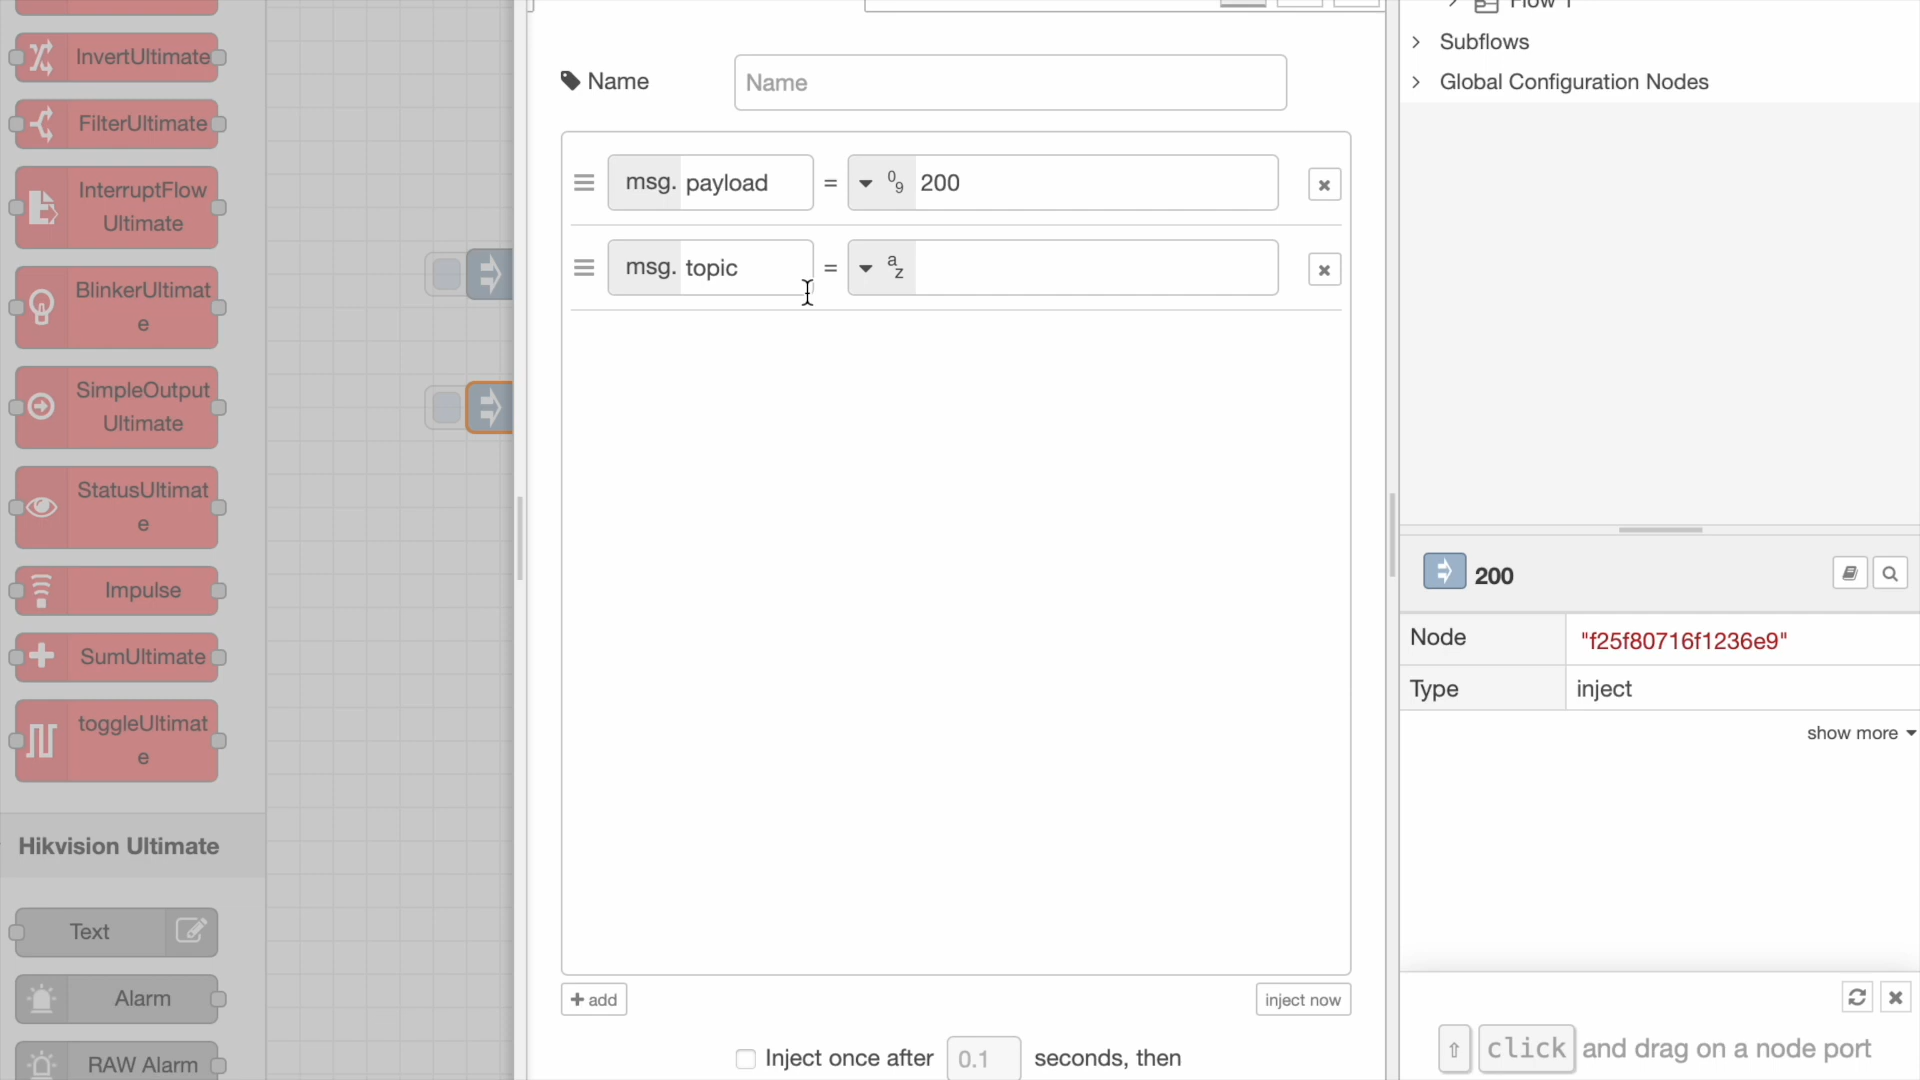 InvertUltimate
FilterUltimate
InterruptFlow
Ultimate
BlinkerUltimat
e
SimpleOutput
Ultimate
StatusUltimat
e
Impulse
SumUltimate
toggleUltimat
e
Hikvision Ultimate
Text
Alarm
RAW Alarm
Name
Name
msg. payload = 0 9 200
msg. topic = a z
+ add
inject now
Inject once after 0.1 seconds, then
Flow 1
Subflows
Global Configuration Nodes
200
Node "f25f80716f1236e9"
Type inject
show more
⇧ click and drag on a node port